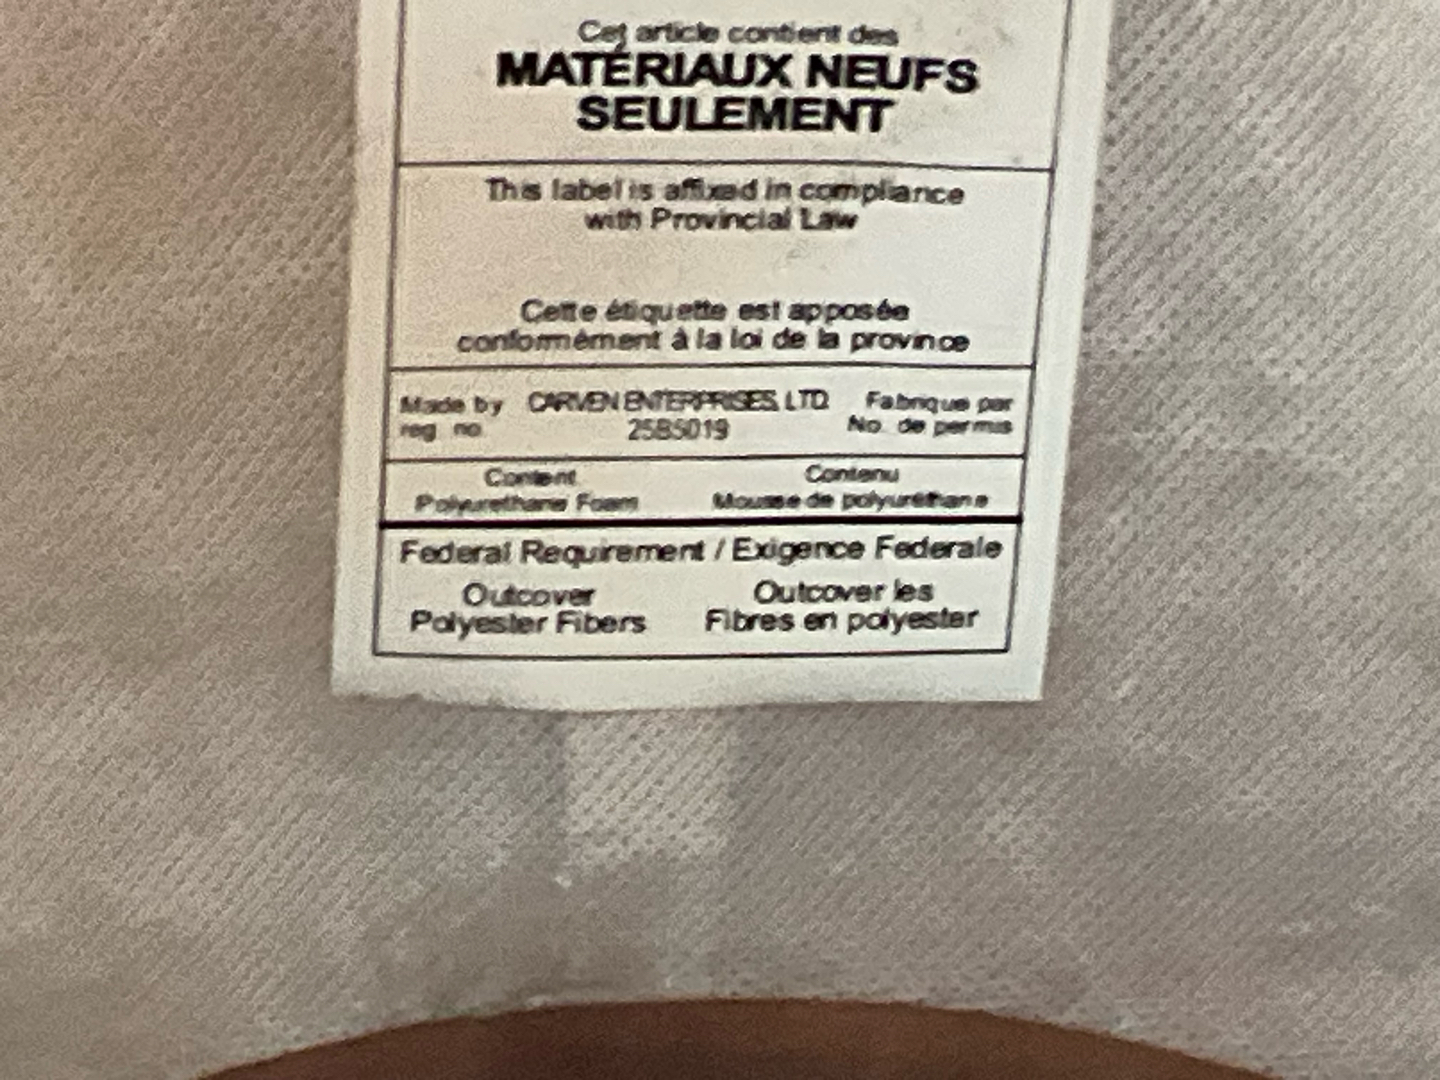 Cet article contient des
MATÉRIAUX NEUFS
SEULEMENT
This label is affixed in compliance
with Provincial Law
Cette étiquette est apposée
conformément à la loi de la province
Made by CARVEN ENTERPRISES, LTD. Fabrique par
reg. no. 25B5019 No. de permis
Content Contenu
Polyurethane Foam Mousse de polyuréthane
Federal Requirement / Exigence Federale
Outcover Outcover les
Polyester Fibers Fibres en polyester